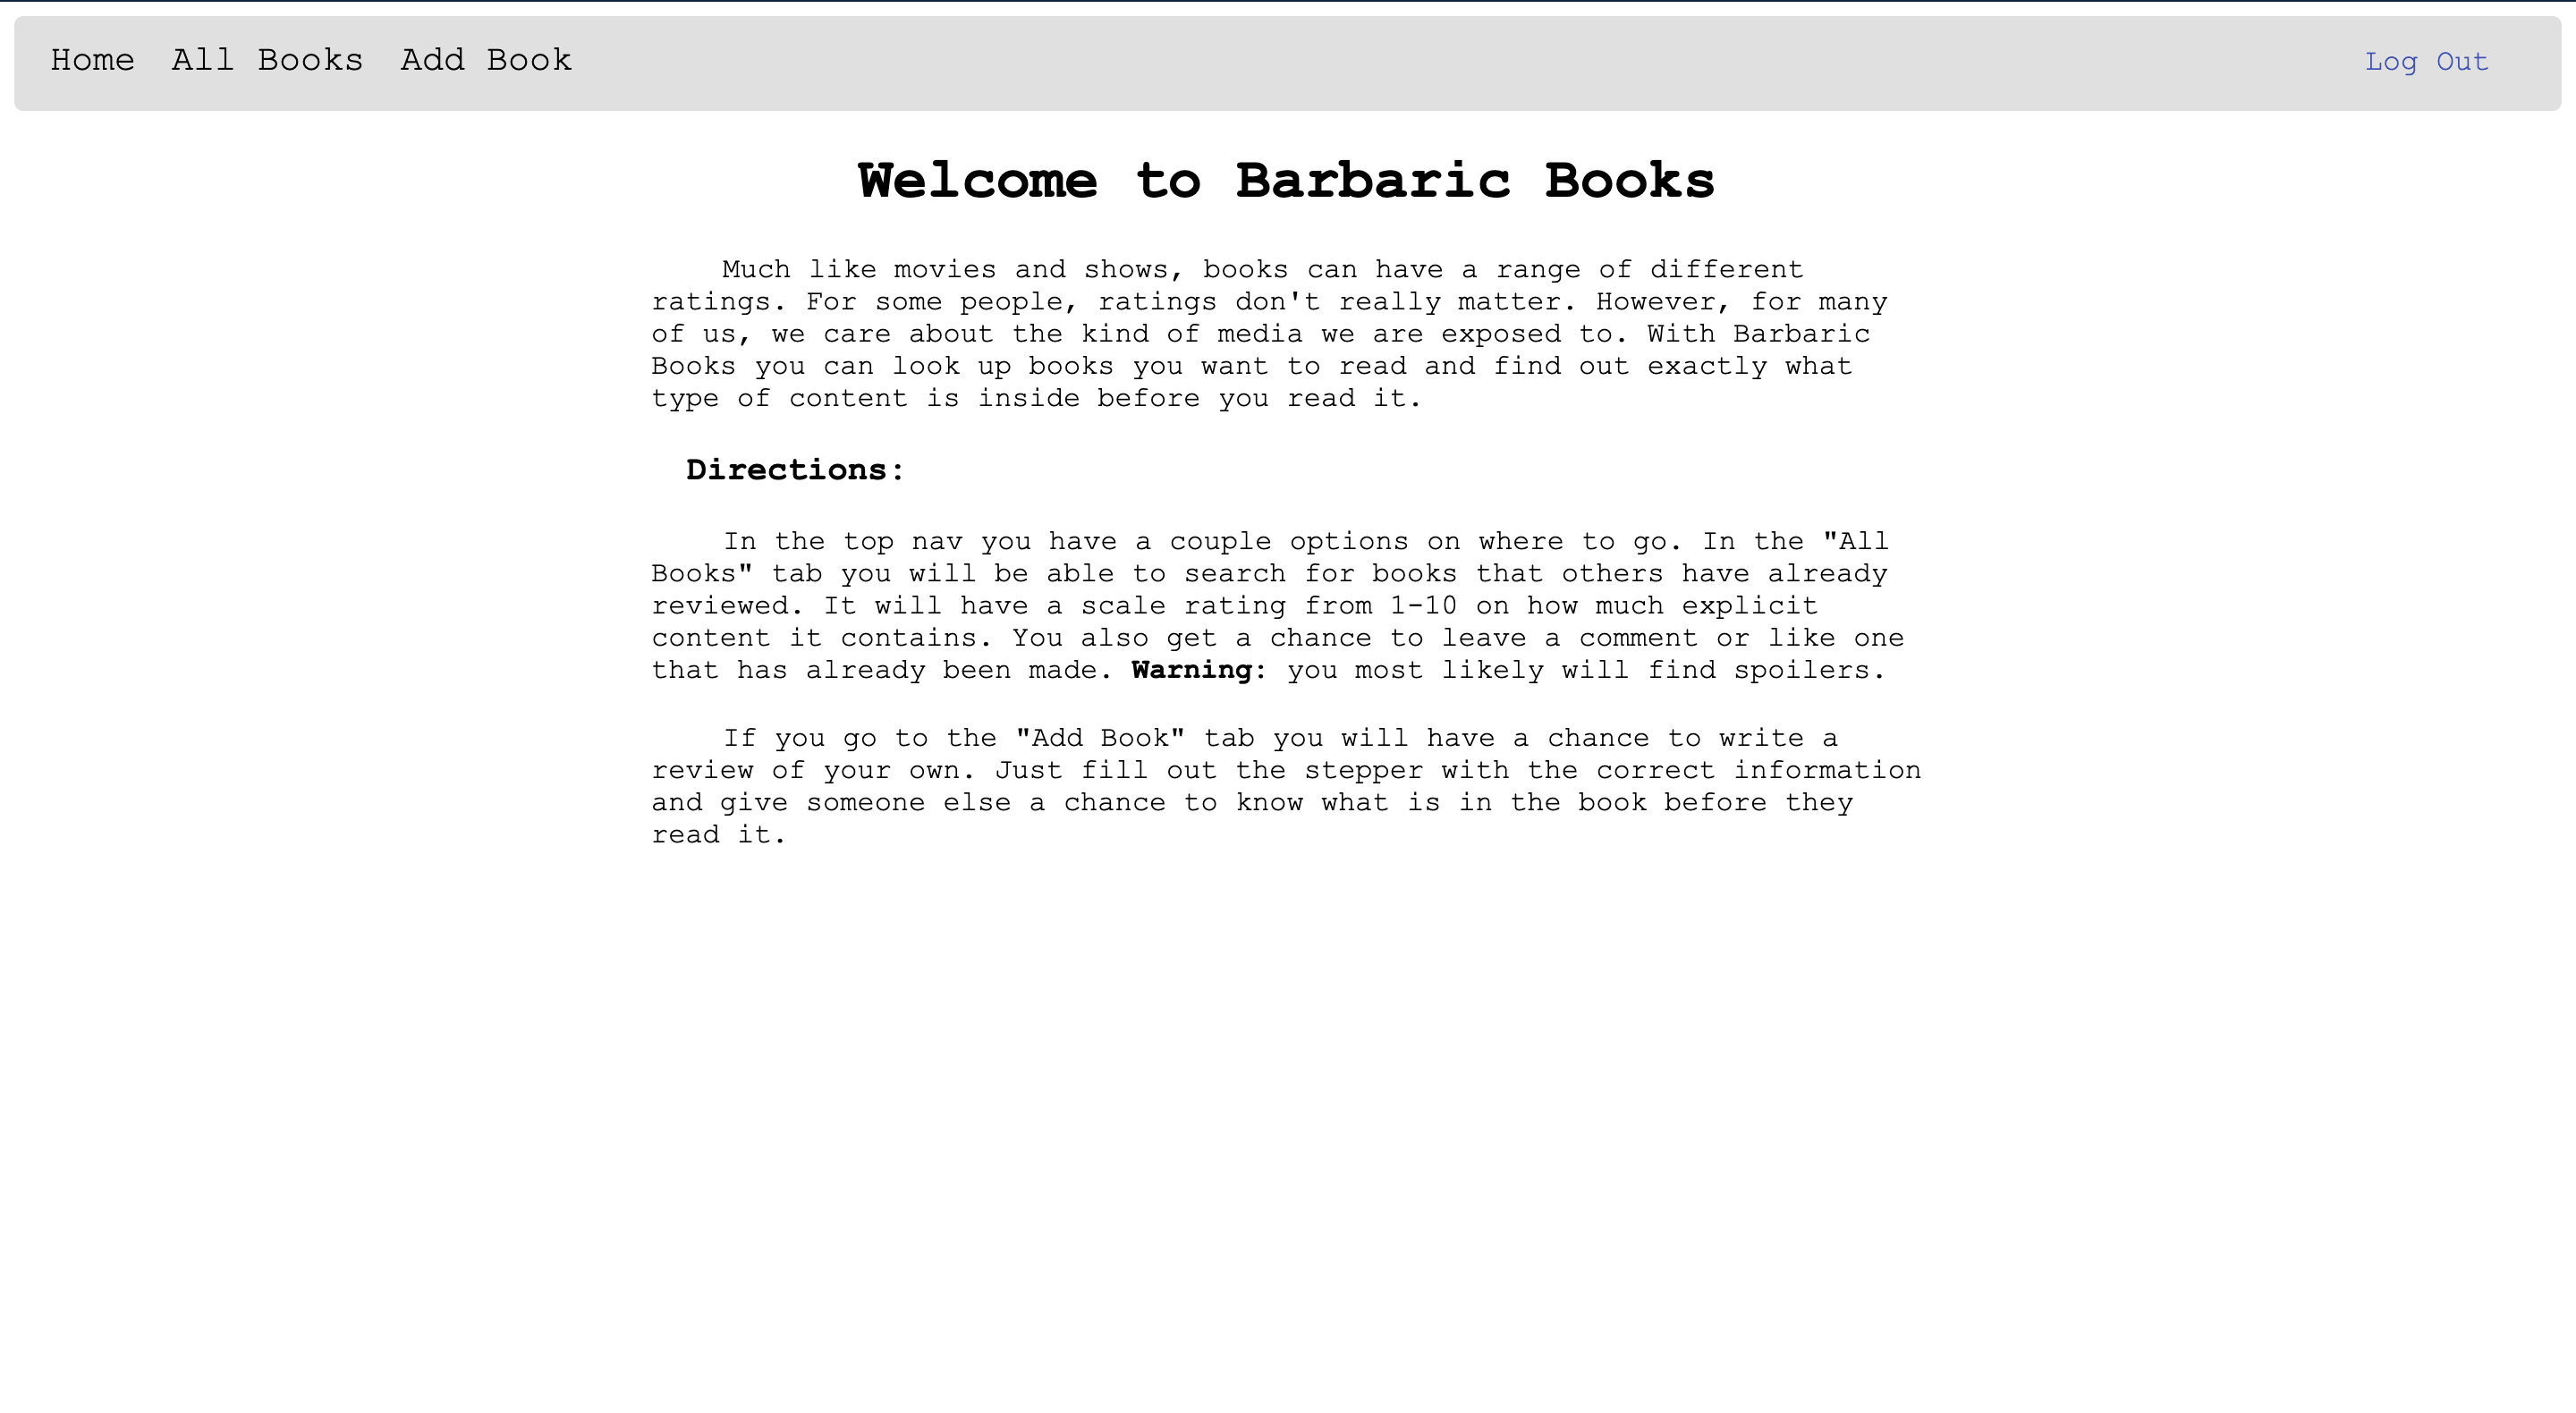 Home All Books Add Book Log Out
Welcome to Barbaric Books
Much like movies and shows, books can have a range of different
ratings. For some people, ratings don't really matter. However, for many
of us, we care about the kind of media we are exposed to. With Barbaric
Books you can look up books you want to read and find out exactly what
type of content is inside before you read it.
Directions:
In the top nav you have a couple options on where to go. In the "All
Books" tab you will be able to search for books that others have already
reviewed. It will have a scale rating from 1-10 on how much explicit
content it contains. You also get a chance to leave a comment or like one
that has already been made. Warning: you most likely will find spoilers.
If you go to the "Add Book" tab you will have a chance to write a
review of your own. Just fill out the stepper with the correct information
and give someone else a chance to know what is in the book before they
read it.